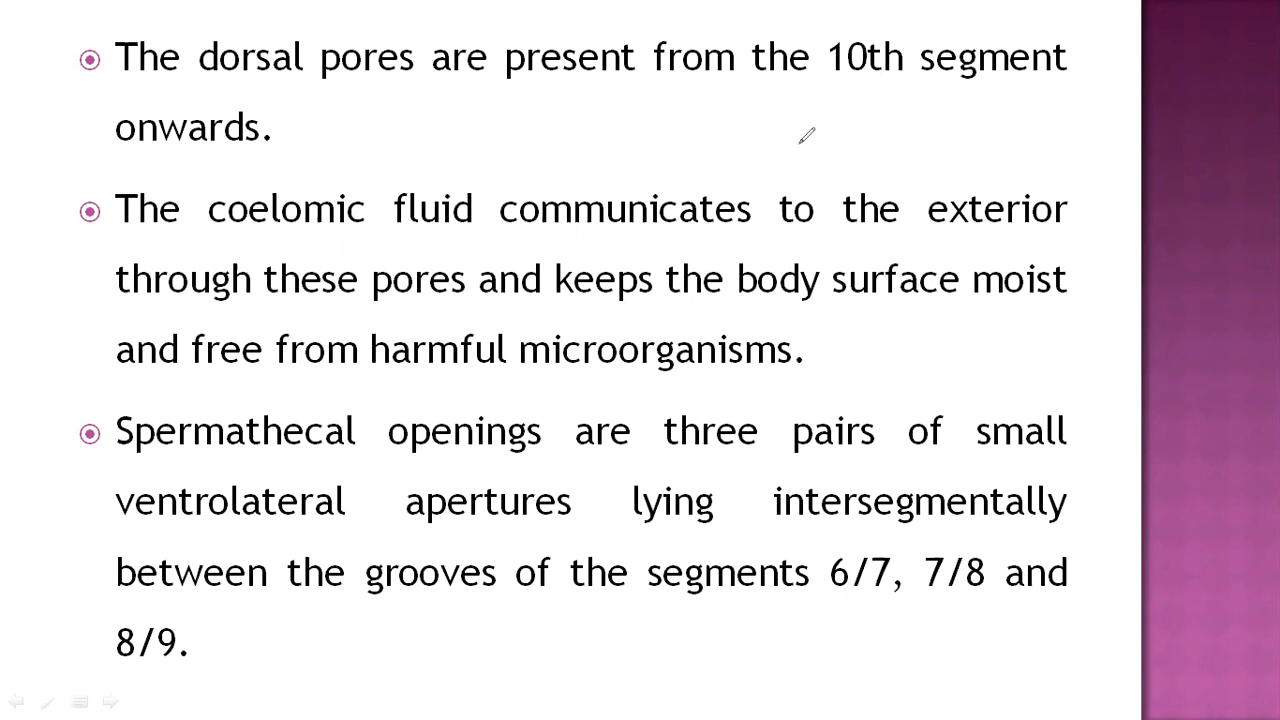 The dorsal pores are present from the 10th segment
onwards.
The coelomic fluid communicates to the exterior
through these pores and keeps the body surface moist
and free from harmful microorganisms.
Spermathecal openings are three pairs of small
ventrolateral apertures lying intersegmentally
between the grooves of the segments 6/7, 7/8 and
8/9.